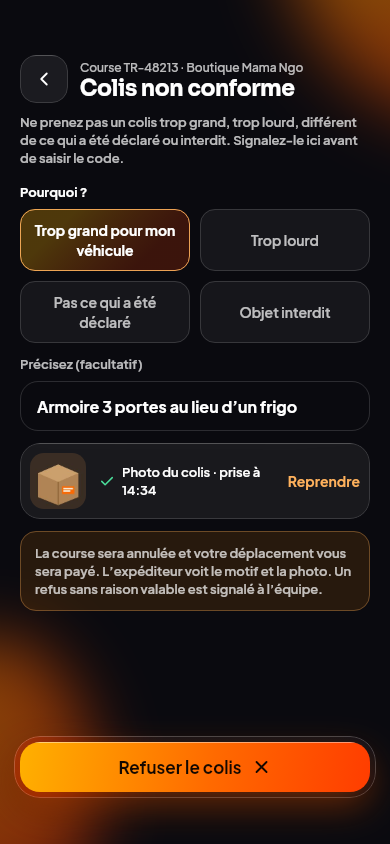 Course TR-48213 · Boutique Mama Ngo
Colis non conforme
Ne prenez pas un colis trop grand, trop lourd, différent
de ce qui a été déclaré ou interdit. Signalez-le ici avant
de saisir le code.
Pourquoi ?
Trop grand pour mon
véhicule
Trop lourd
Pas ce qui a été
déclaré
Objet interdit
Précisez (facultatif)
Armoire 3 portes au lieu d’un frigo
Photo du colis · prise à
14:34
Reprendre
La course sera annulée et votre déplacement vous
sera payé. L’expéditeur voit le motif et la photo. Un
refus sans raison valable est signalé à l’équipe.
Refuser le colis